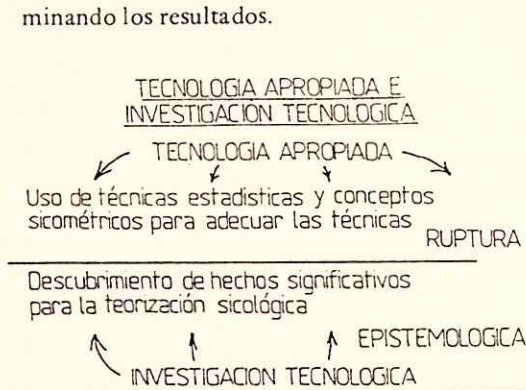 minando los resultados.
TECNOLOGIA APROPIADA E
INVESTIGACION TECNOLOGICA
TECNOLOGIA APROPIADA
Uso de técnicas estadisticas y conceptos
sicométricos para adecuar las técnicas
RUPTURA
Descubrimiento de hechos significativos
para la teorización sicológica
EPISTEMOLOGICA
INVESTIGACION TECNOLOGICA